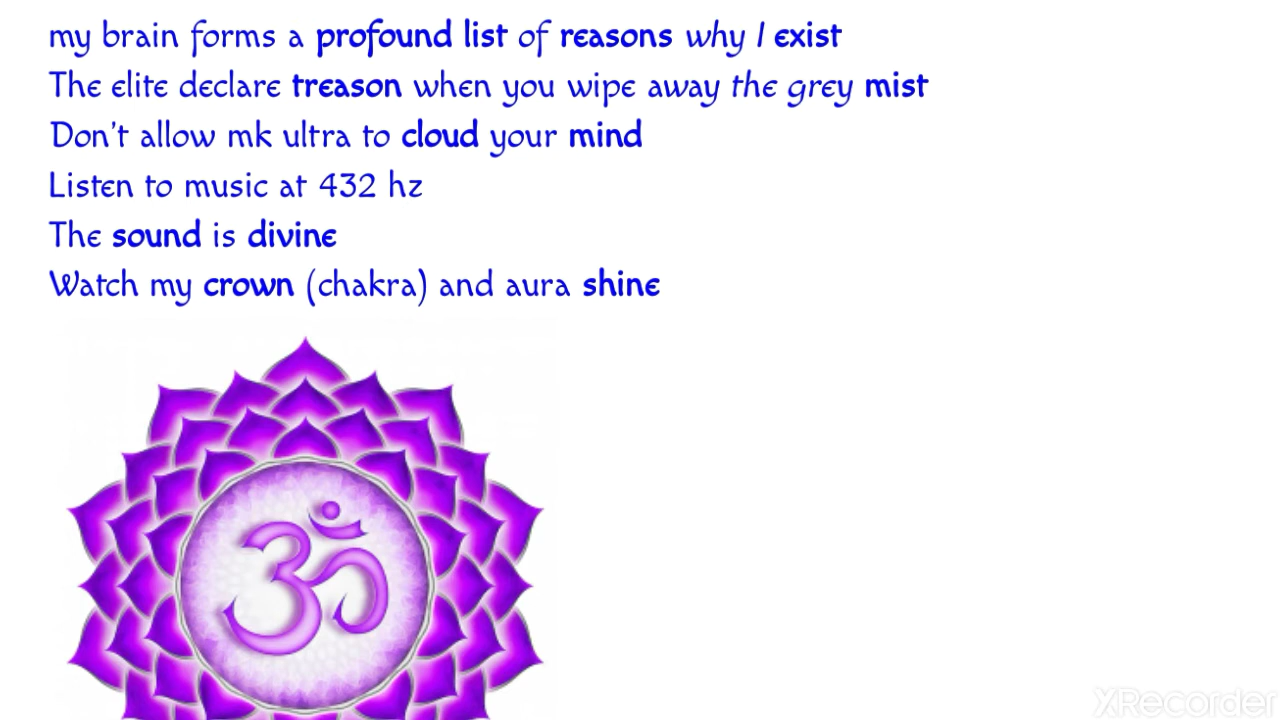 my brain forms a profound list of reasons why I exist
The elite declare treason when you wipe away the grey mist
Don't allow mk ultra to cloud your mind
Listen to music at 432 hz
The sound is divine
Watch my crown (chakra) and aura shine
ॐ
XRecorder